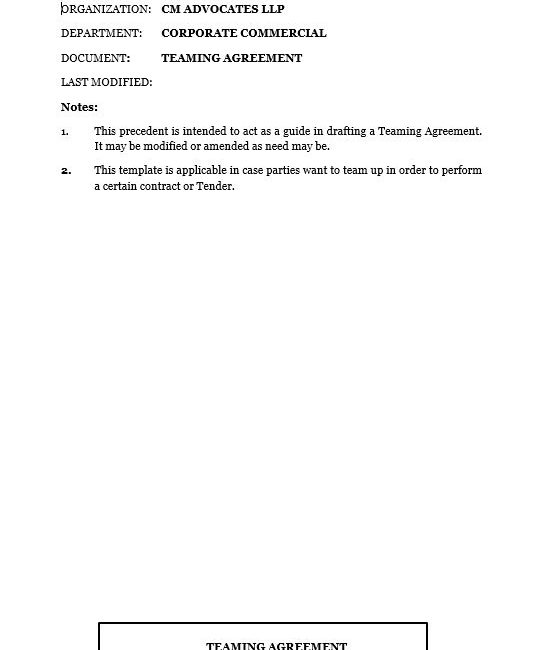 ORGANIZATION: CM ADVOCATES LLP
DEPARTMENT: CORPORATE COMMERCIAL
DOCUMENT: TEAMING AGREEMENT
LAST MODIFIED:
Notes:
1. This precedent is intended to act as a guide in drafting a Teaming Agreement.
It may be modified or amended as need may be.
2. This template is applicable in case parties want to team up in order to perform
a certain contract or Tender.
TEAMING AGREEMENT